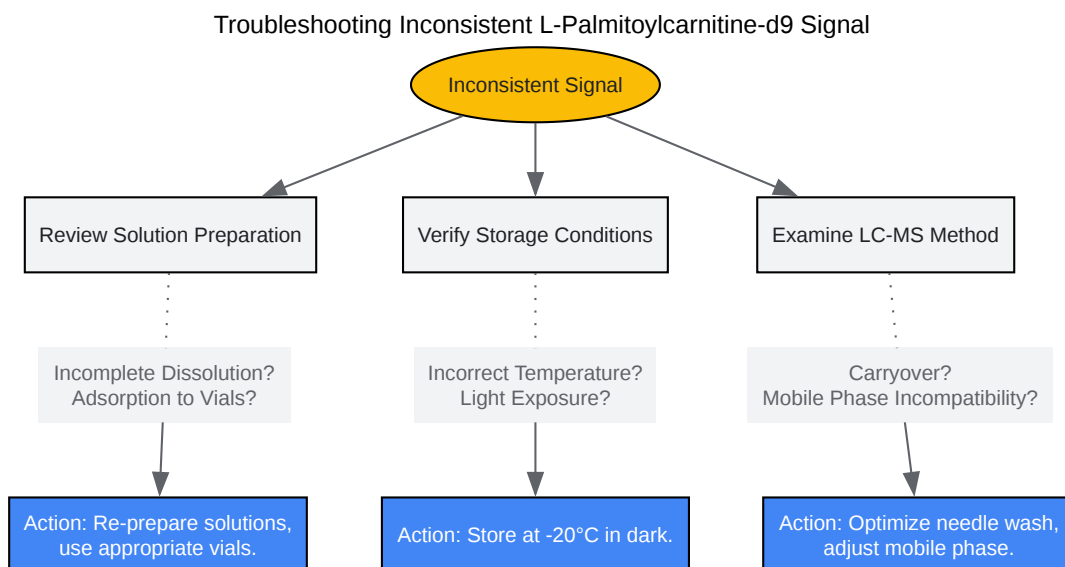 Troubleshooting Inconsistent L-Palmitoylcarnitine-d9 Signal
Inconsistent Signal
Review Solution Preparation
Verify Storage Conditions
Examine LC-MS Method
Incomplete Dissolution?
Adsorption to Vials?
Incorrect Temperature?
Light Exposure?
Carryover?
Mobile Phase Incompatibility?
Action: Re-prepare solutions,
use appropriate vials.
Action: Store at -20°C in dark.
Action: Optimize needle wash,
adjust mobile phase.